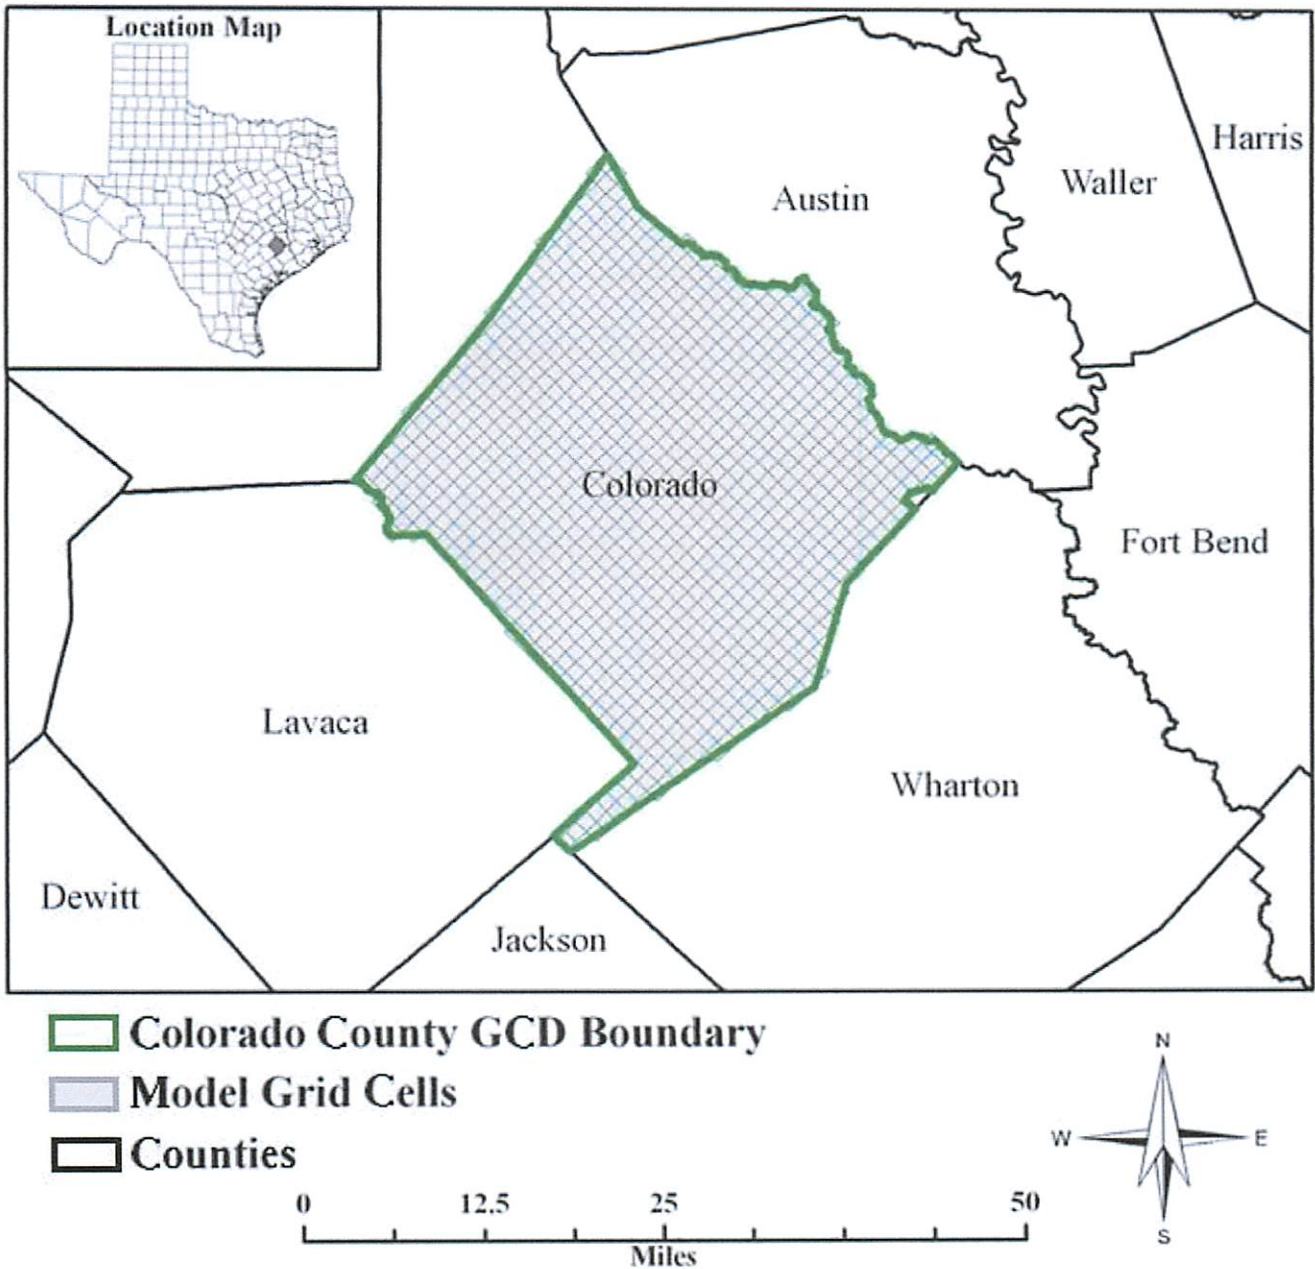 Location Map
Harris
Waller
Austin
Colorado
Fort Bend
Lavaca
Wharton
Dewitt
Jackson
Colorado County GCD Boundary
Model Grid Cells
Counties
N
W E
S
0 12.5 25 50
Miles